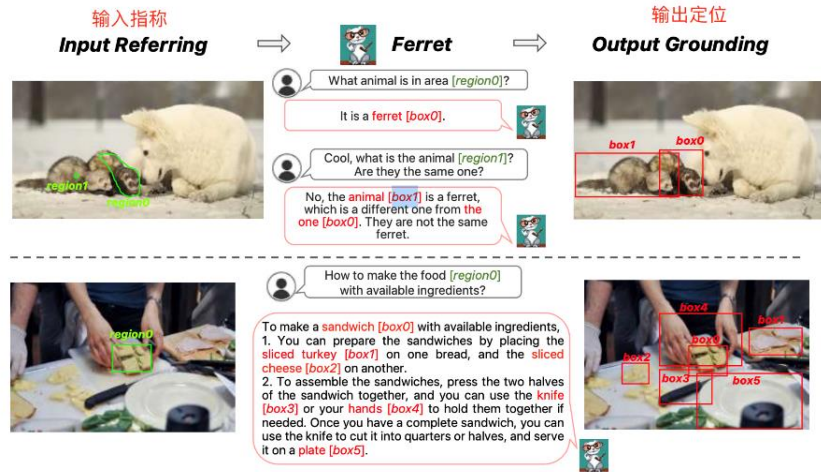 输入指称
输出定位
Input Referring
Ferret
Output Grounding
What animal is in area [region0]?
It is a ferret [box0].
Cool, what is the animal [region1]?
Are they the same one?
No, the animal [box1] is a ferret,
which is a different one from the
one [box0]. They are not the same
ferret.
region1
region0
box1
box0
How to make the food [region0]
with available ingredients?
To make a sandwich [box0] with available ingredients,
1. You can prepare the sandwiches by placing the
sliced turkey [box1] on one bread, and the sliced
cheese [box2] on another.
2. To assemble the sandwiches, press the two halves
of the sandwich together, and you can use the knife
[box3] or your hands [box4] to hold them together if
needed. Once you have a complete sandwich, you can
use the knife to cut it into quarters or halves, and serve
it on a plate [box5].
region0
box4
box1
box0
box2
box3
box5